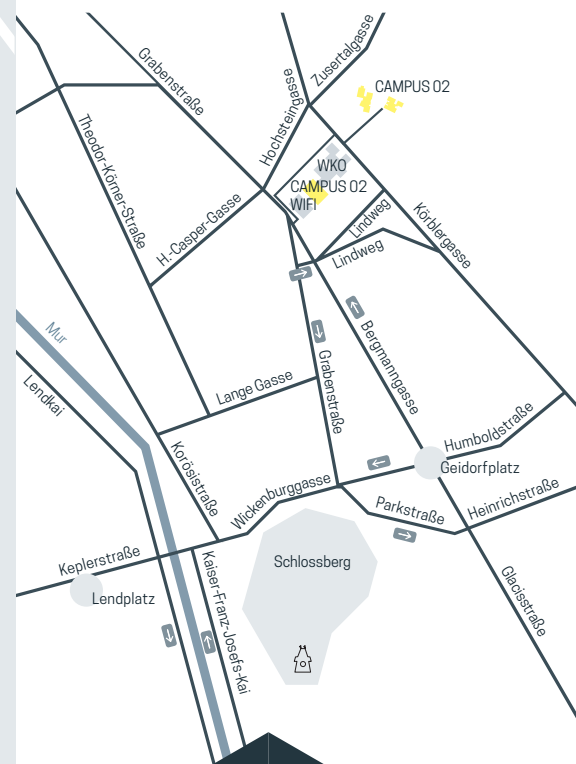 Zusertalgasse
Grabenstraße
CAMPUS 02
Hochsteingasse
Theodor-Körner-Straße
WKO
CAMPUS 02
WIFI
H.-Casper-Gasse
Lindweg
Körblergasse
Lindweg
Mur
Bergmanngasse
Grabenstraße
Lendkai
Lange Gasse
Humboldtstraße
Korösistraße
Geidorfplatz
Wickenburggasse
Heinrichstraße
Parkstraße
Keplerstraße
Schlossberg
Kaiser-Franz-Josefs-Kai
Glacisstraße
Lendplatz